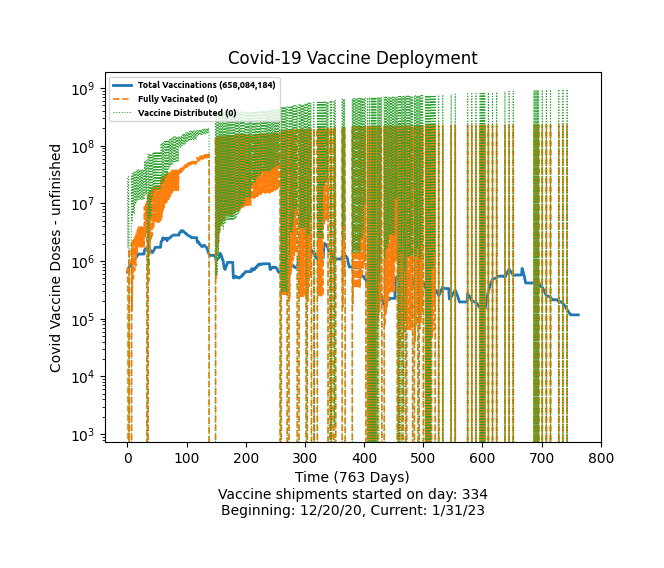 Covid-19 Vaccine Deployment
Total Vaccinations (658,084,184)
Fully Vacinated (0)
Vaccine Distributed (0)
Covid Vaccine Doses - unfinished
10⁹
10⁸
10⁷
10⁶
10⁵
10⁴
10³
0 100 200 300 400 500 600 700 800
Time (763 Days)
Vaccine shipments started on day: 334
Beginning: 12/20/20, Current: 1/31/23